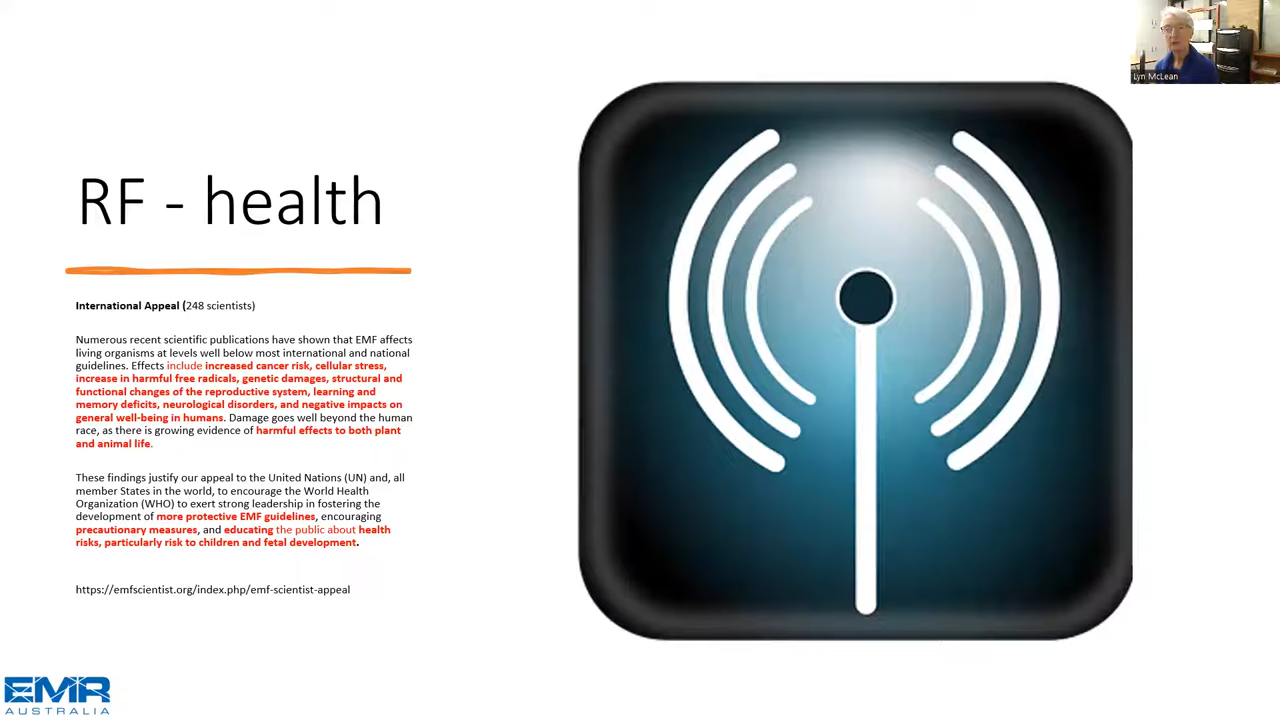 Lyn McLean
RF - health
International Appeal (248 scientists)
Numerous recent scientific publications have shown that EMF affects
living organisms at levels well below most international and national
guidelines. Effects include increased cancer risk, cellular stress,
increase in harmful free radicals, genetic damages, structural and
functional changes of the reproductive system, learning and
memory deficits, neurological disorders, and negative impacts on
general well-being in humans. Damage goes well beyond the human
race, as there is growing evidence of harmful effects to both plant
and animal life.
These findings justify our appeal to the United Nations (UN) and, all
member States in the world, to encourage the World Health
Organization (WHO) to exert strong leadership in fostering the
development of more protective EMF guidelines, encouraging
precautionary measures, and educating the public about health
risks, particularly risk to children and fetal development.
https://emfscientist.org/index.php/emf-scientist-appeal
EMR
AUSTRALIA